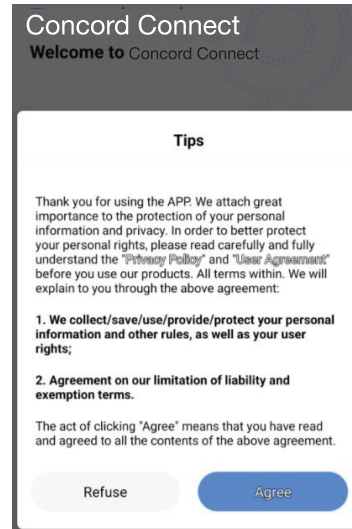 Concord Connect
Welcome to Concord Connect
Tips
Thank you for using the APP. We attach great
importance to the protection of your personal
information and privacy. In order to better protect
your personal rights, please read carefully and fully
understand the "Privacy Policy" and "User Agreement"
before you use our products. All terms within. We will
explain to you through the above agreement:
1. We collect/save/use/provide/protect your personal
information and other rules, as well as your user
rights;
2. Agreement on our limitation of liability and
exemption terms.
The act of clicking "Agree" means that you have read
and agreed to all the contents of the above agreement.
Refuse Agree